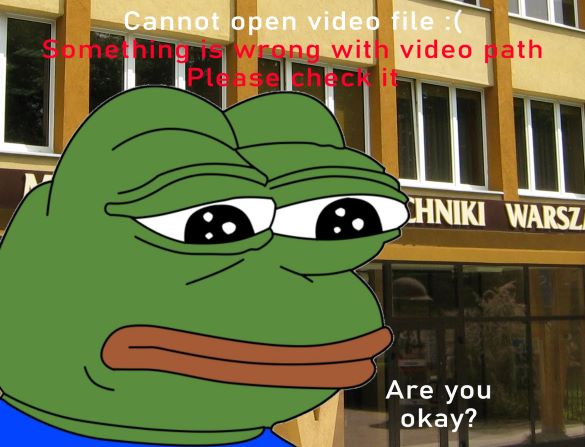 Cannot open video file :(
Something is wrong with video path
Please check it
CHNIKI WARSZ
Are you
okay?